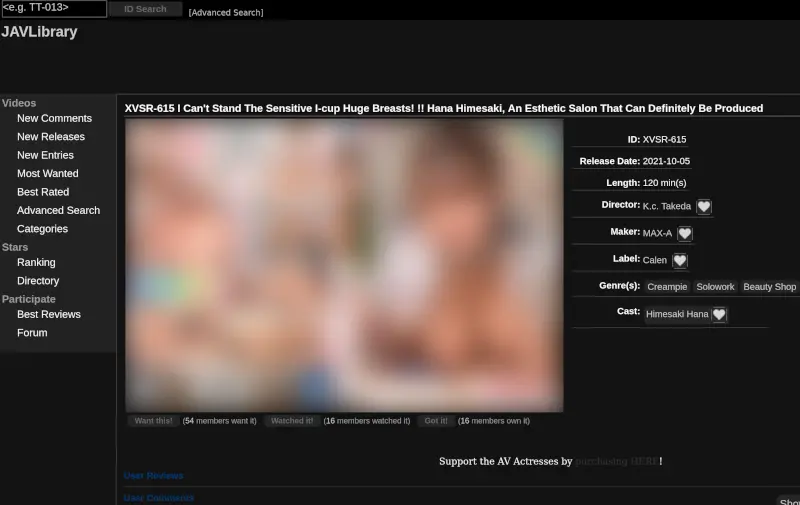 <e.g. TT-013>
ID Search
[Advanced Search]
JAVLibrary
Videos
New Comments
New Releases
New Entries
Most Wanted
Best Rated
Advanced Search
Categories
Stars
Ranking
Directory
Participate
Best Reviews
Forum
XVSR-615 I Can't Stand The Sensitive I-cup Huge Breasts! !! Hana Himesaki, An Esthetic Salon That Can Definitely Be Produced
ID: XVSR-615
Release Date: 2021-10-05
Length: 120 min(s)
Director: K.c. Takeda
Maker: MAX-A
Label: Calen
Genre(s): Creampie Solowork Beauty Shop
Cast: Himesaki Hana
Want this! (54 members want it) Watched it! (16 members watched it) Got it! (16 members own it)
Support the AV Actresses by purchasing HERE!
User Reviews
User Comments